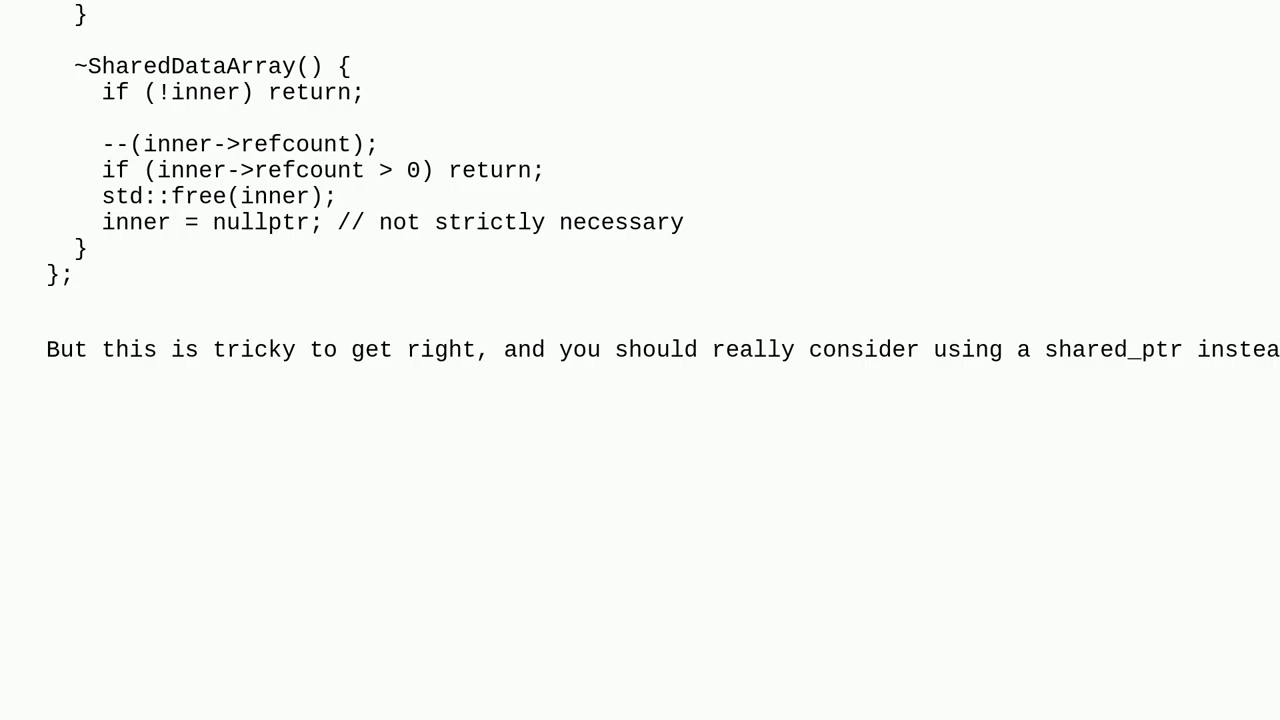 }
~SharedDataArray() {
if (!inner) return;
--(inner->refcount);
if (inner->refcount > 0) return;
std::free(inner);
inner = nullptr; // not strictly necessary
}
};
But this is tricky to get right, and you should really consider using a shared_ptr instea